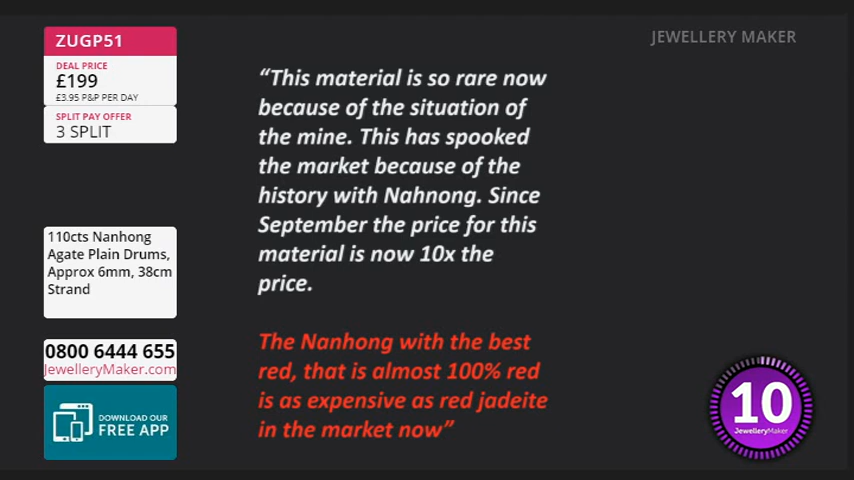 ZUGP51
DEAL PRICE
£199
£3.95 P&P PER DAY
SPLIT PAY OFFER
3 SPLIT
110cts Nanhong
Agate Plain Drums,
Approx 6mm, 38cm
Strand
0800 6444 655
JewelleryMaker.com
DOWNLOAD OUR
FREE APP
JEWELLERY MAKER
“This material is so rare now
because of the situation of
the mine. This has spooked
the market because of the
history with Nahnong. Since
September the price for this
material is now 10x the
price.
The Nanhong with the best
red, that is almost 100% red
is as expensive as red jadeite
in the market now”
10
JewelleryMaker